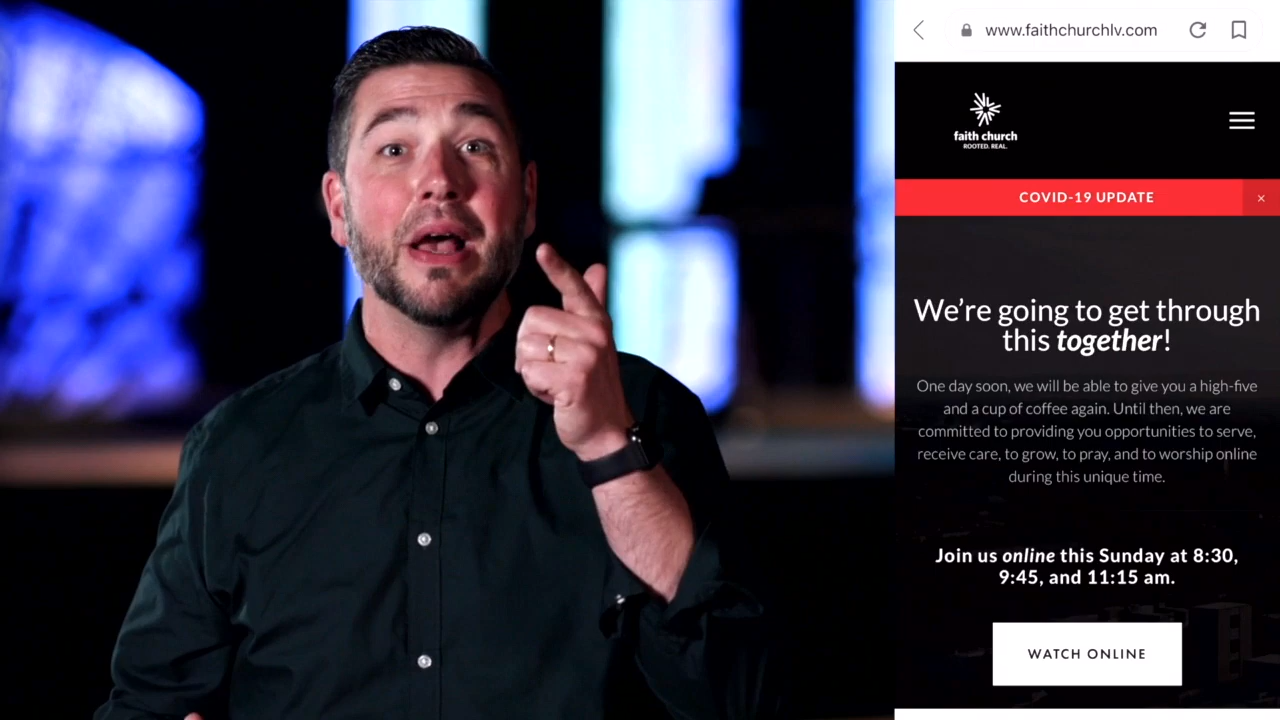 www.faithchurchlv.com
faith church
ROOTED. REAL.
COVID-19 UPDATE ×
We’re going to get through
this together!
One day soon, we will be able to give you a high-five
and a cup of coffee again. Until then, we are
committed to providing you opportunities to serve,
receive care, to grow, to pray, and to worship online
during this unique time.
Join us online this Sunday at 8:30,
9:45, and 11:15 am.
WATCH ONLINE